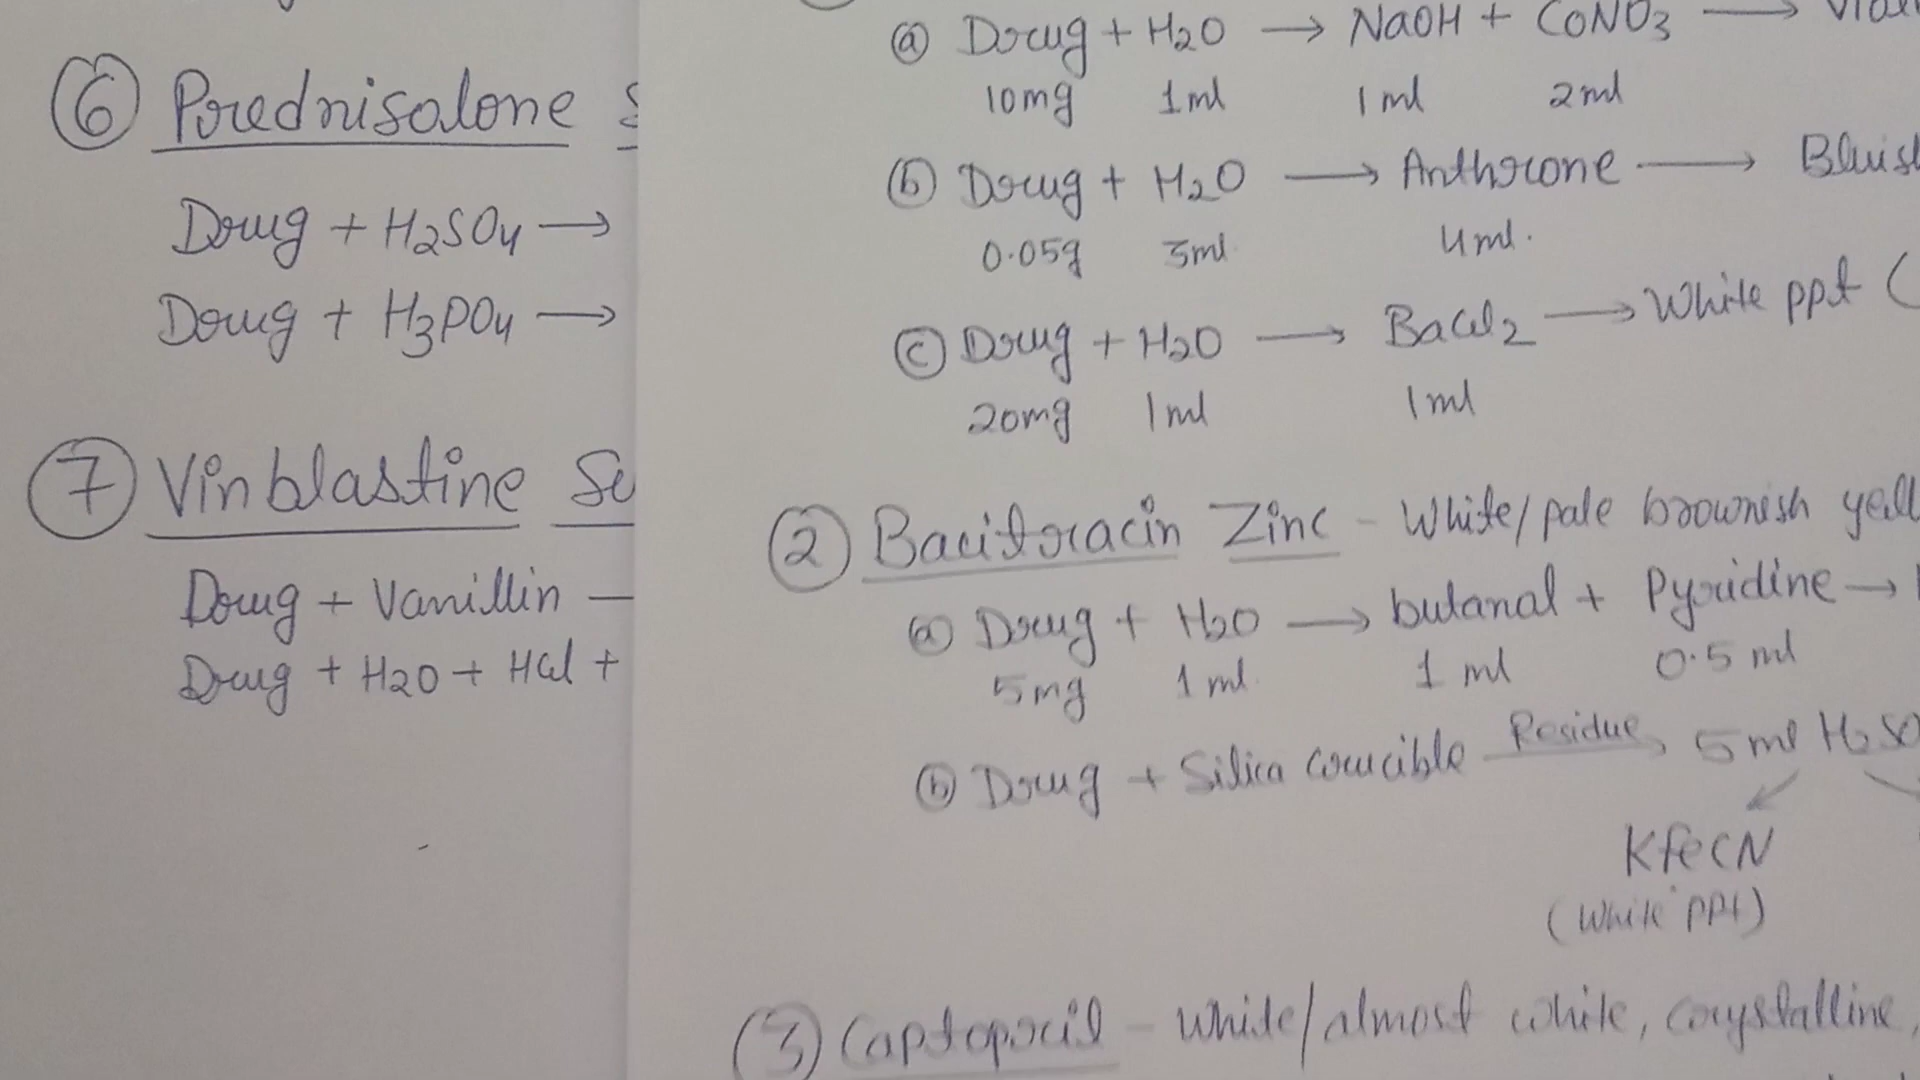 6 Prednisolone
Drug + H2SO4 →
Drug + H3PO4 →
7 Vinblastine
Drug + Vanillin —
Drug + H2O + HCl +
a Drug + H2O → NaOH + CoNO3 →
10mg 1ml 1ml 2ml
b Drug + H2O → Anthrone →
0.05g 3ml 4ml.
c Drug + H2O → BaCl2 → White ppt (
20mg 1ml 1ml
2 Bacitracin Zinc - White/pale brownish
a Drug + H2O → butanal + Pyridine →
5mg 1ml 1ml 0.5ml
b Drug + Silica crucible Residue, 5ml
KfeCN
(White ppt)
(3) Captopril - white/almost white, crystalline,